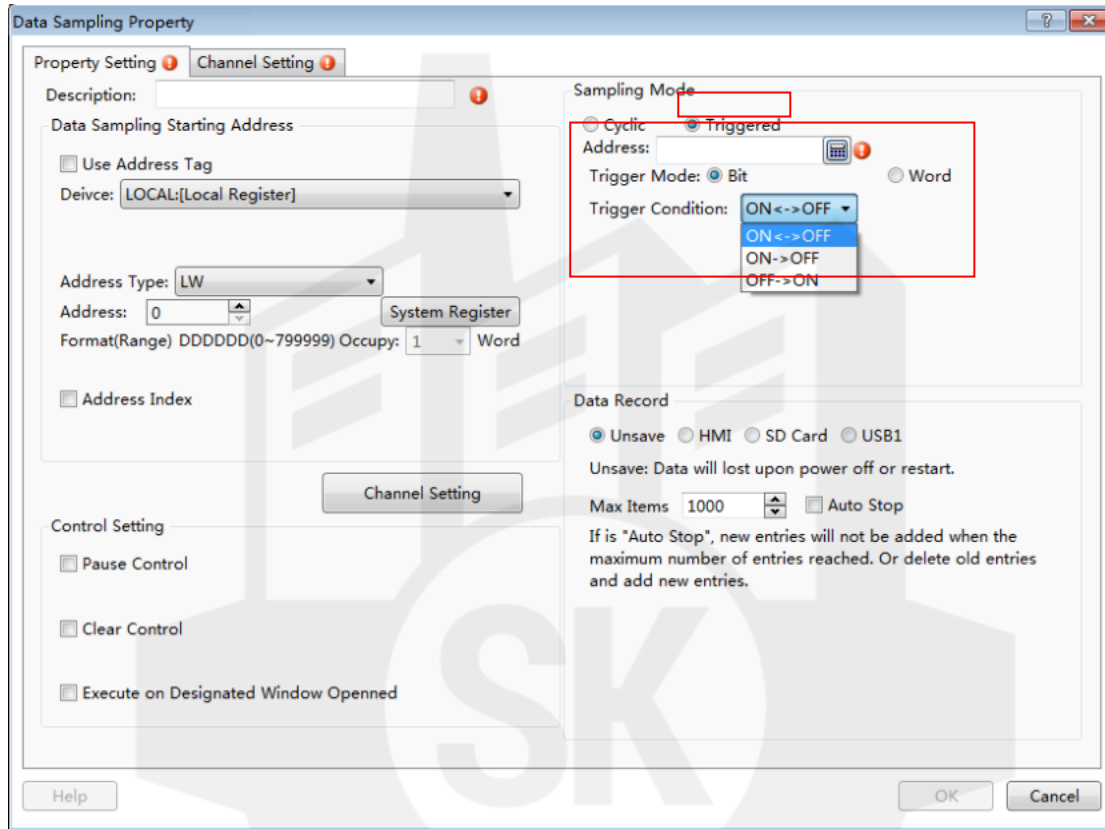 Data Sampling Property
Property Setting
Channel Setting
Description:
Data Sampling Starting Address
Use Address Tag
Deivce: LOCAL:[Local Register]
Address Type: LW
Address: 0
System Register
Format(Range) DDDDDD(0~799999) Occupy: 1 Word
Address Index
Channel Setting
Control Setting
Pause Control
Clear Control
Execute on Designated Window Openned
Sampling Mode
Cyclic Triggered
Address:
Trigger Mode: Bit Word
Trigger Condition: ON<->OFF
ON<->OFF
ON->OFF
OFF->ON
Data Record
Unsave HMI SD Card USB1
Unsave: Data will lost upon power off or restart.
Max Items 1000 Auto Stop
If is "Auto Stop", new entries will not be added when the
maximum number of entries reached. Or delete old entries
and add new entries.
SK
Help
OK
Cancel